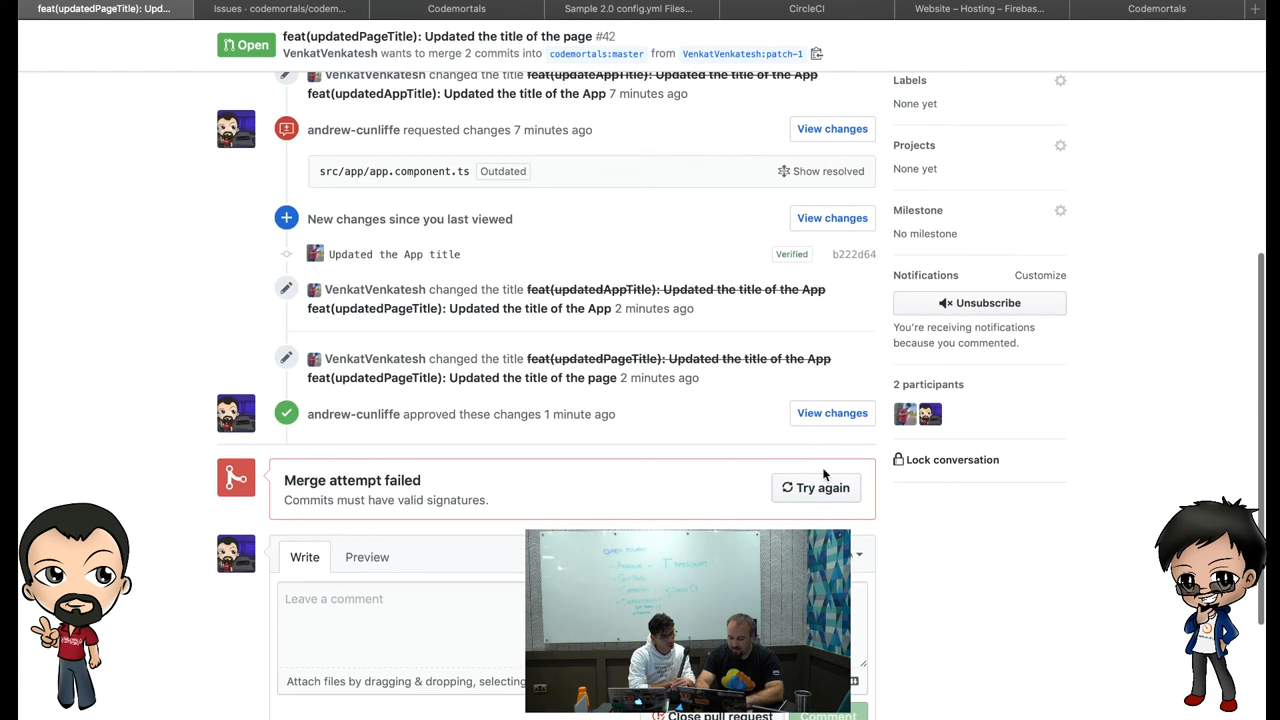 feat(updatedPageTitle): Upd...
Issues · codemortals/codem...
Codemortals
Sample 2.0 config.yml Files...
CircleCI
Website – Hosting – Firebas...
Codemortals
Open
feat(updatedPageTitle): Updated the title of the page #42
VenkatVenkatesh wants to merge 2 commits into codemortals:master from VenkatVenkatesh:patch-1
VenkatVenkatesh changed the title feat(updateAppTitle): Updated the title of the App
feat(updatedAppTitle): Updated the title of the App 7 minutes ago
andrew-cunliffe requested changes 7 minutes ago
View changes
src/app/app.component.ts Outdated
Show resolved
New changes since you last viewed
View changes
Updated the App title
Verified b222d64
VenkatVenkatesh changed the title feat(updatedAppTitle): Updated the title of the App
feat(updatedPageTitle): Updated the title of the App 2 minutes ago
VenkatVenkatesh changed the title feat(updatedPageTitle): Updated the title of the App
feat(updatedPageTitle): Updated the title of the page 2 minutes ago
andrew-cunliffe approved these changes 1 minute ago
View changes
Merge attempt failed
Commits must have valid signatures.
Try again
Write
Preview
Leave a comment
Attach files by dragging & dropping, selecting
Close pull request
Comment
Labels
None yet
Projects
None yet
Milestone
No milestone
Notifications
Customize
Unsubscribe
You're receiving notifications
because you commented.
2 participants
Lock conversation